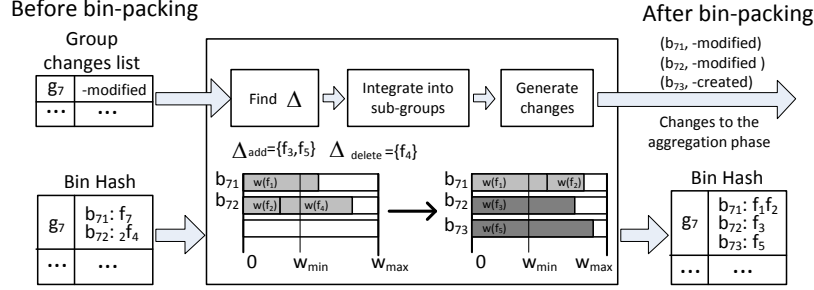 Before bin-packing
After bin-packing
Group
changes list
g7 -modified
... ...
Find Δ
Integrate into
sub-groups
Generate
changes
(b71, -modified)
(b72, -modified )
(b73, -created)
Changes to the
aggregation phase
Δadd={f3,f5} Δ delete={f4}
Bin Hash
g7
b71: f7
b72: 2f4
... ...
b71 w(f1)
b72 w(f2) w(f4)
0 wmin wmax
b71 w(f1) w(f2)
b72 w(f3)
b73 w(f5)
0 wmin wmax
Bin Hash
g7
b71: f1f2
b72: f3
b73: f5
... ...